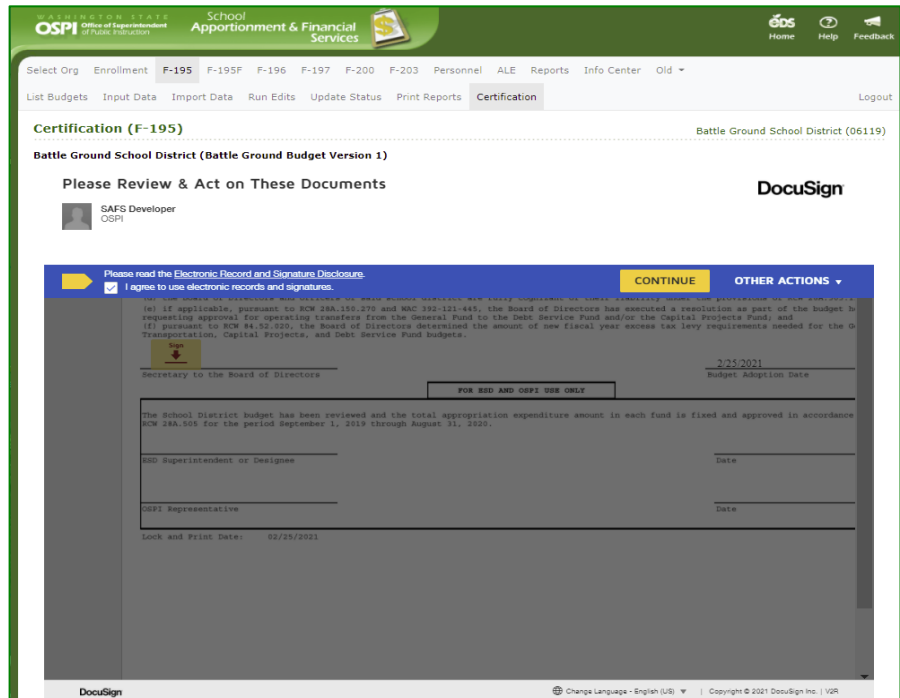 WASHINGTON STATE
OSPI Office of Superintendent of Public Instruction
School Apportionment & Financial Services
EDS Home Help Feedback
Select Org Enrollment F-195 F-195F F-196 F-197 F-200 F-203 Personnel ALE Reports Info Center Old
List Budgets Input Data Import Data Run Edits Update Status Print Reports Certification Logout
Certification (F-195) Battle Ground School District (06119)
Battle Ground School District (Battle Ground Budget Version 1)
Please Review & Act on These Documents
DocuSign
SAFS Developer
OSPI
Please read the Electronic Record and Signature Disclosure.
I agree to use electronic records and signatures.
CONTINUE OTHER ACTIONS
(e) if applicable, pursuant to RCW 28A.150.270 and WAC 392-121-445, the Board of Directors has executed a resolution as part of the budget h
requesting approval for operating transfers from the General Fund to the Debt Service Fund and/or the Capital Projects Fund; and
(f) pursuant to RCW 84.52.020, the Board of Directors determined the amount of new fiscal year excess tax levy requirements needed for the G
Transportation, Capital Projects, and Debt Service Fund budgets.
Sign
2/25/2021
Secretary to the Board of Directors Budget Adoption Date
FOR ESD AND OSPI USE ONLY
The School District budget has been reviewed and the total appropriation expenditure amount in each fund is fixed and approved in accordance
RCW 28A.505 for the period September 1, 2019 through August 31, 2020.
ESD Superintendent or Designee Date
OSPI Representative Date
Lock and Print Date: 02/25/2021
DocuSign Change Language - English (US) | Copyright © 2021 DocuSign Inc. | V2R